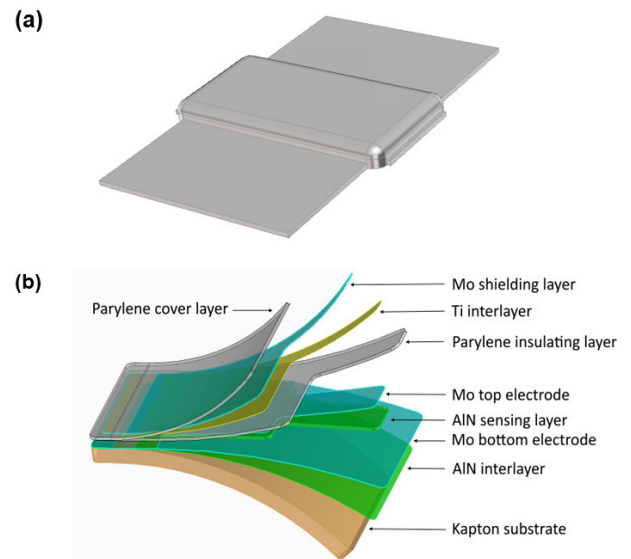 (a)
(b)
Mo shielding layer
Parylene cover layer
Ti interlayer
Parylene insulating layer
Mo top electrode
AlN sensing layer
Mo bottom electrode
AlN interlayer
Kapton substrate